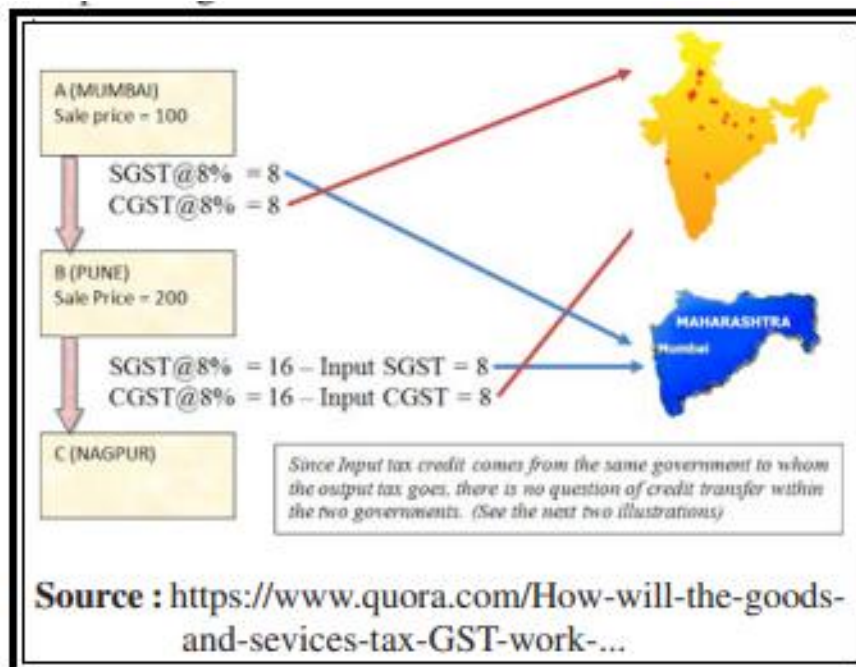 A (MUMBAI)
Sale price = 100
SGST@8% = 8
CGST@8% = 8
B (PUNE)
Sale Price = 200
MAHARASHTRA
Mumbai
SGST@8% = 16 – Input SGST = 8
CGST@8% = 16 – Input CGST = 8
C (NAGPUR)
Since Input tax credit comes from the same government to whom
the output tax goes, there is no question of credit transfer within
the two governments. (See the next two illustrations)
Source : https://www.quora.com/How-will-the-goods-
and-sevices-tax-GST-work-...